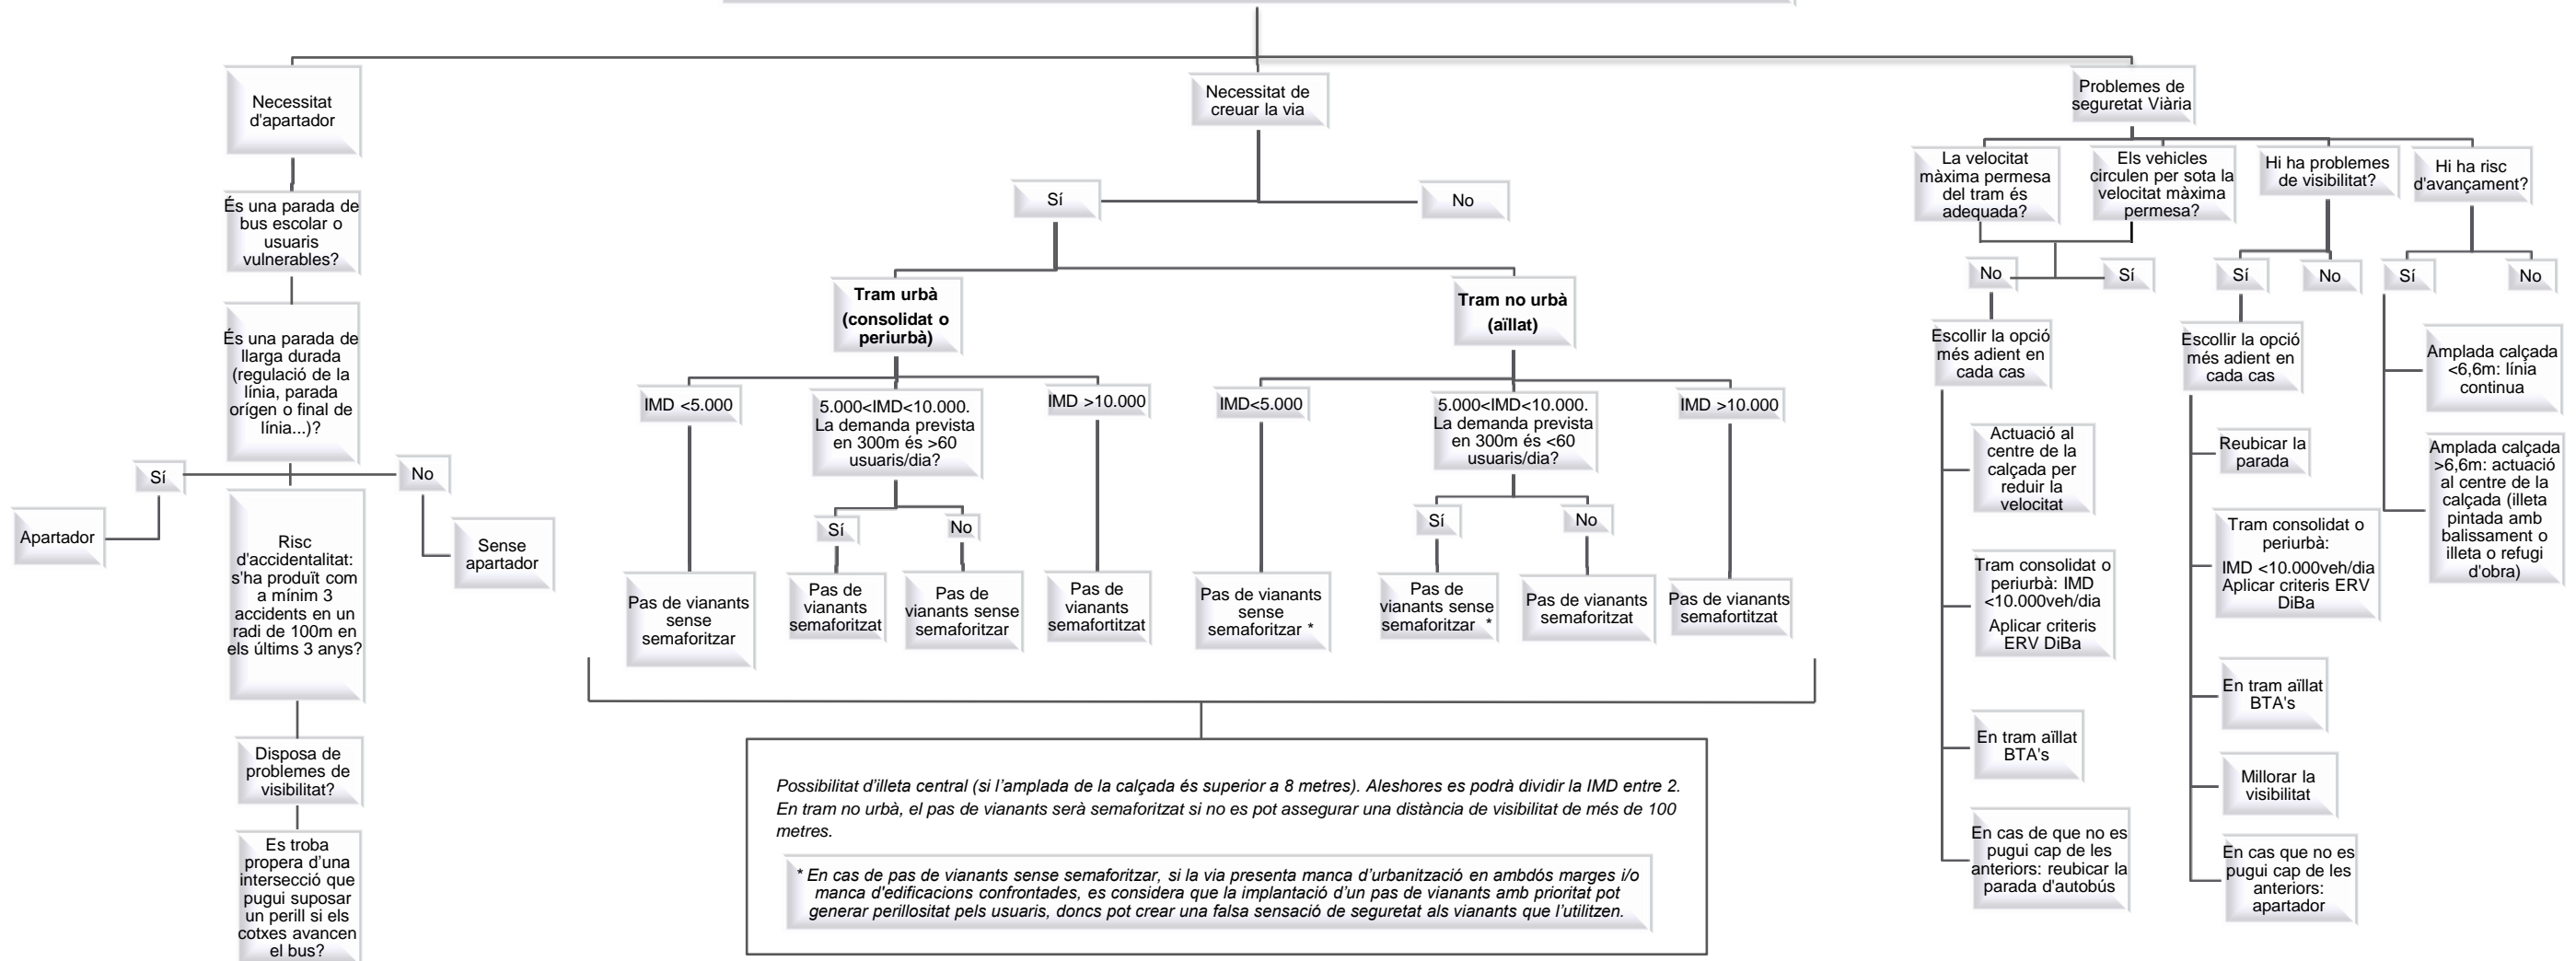 Necessitat
d'apartador
És una parada de
bus escolar o
usuaris
vulnerables?
És una parada de
llarga durada
(regulació de la
línia, parada
orígen o final de
línia...)?
Sí
No
Apartador
Sense
apartador
Risc
d'accidentalitat:
s'ha produït com
a mínim 3
accidents en un
radi de 100m en
els últims 3 anys?
Disposa de
problemes de
visibilitat?
Es troba
propera d’una
intersecció que
pugui suposar
un perill si els
cotxes avancen
el bus?
Necessitat de
creuar la via
Sí
No
Tram urbà
(consolidat o
periurbà)
IMD <5.000
5.000<IMD<10.000.
La demanda prevista
en 300m és >60
usuaris/dia?
IMD >10.000
Sí
No
Pas de vianants
sense
semaforitzar
Pas de
vianants
semaforitzat
Pas de
vianants sense
semaforitzar
Pas de
vianants
semafortitzat
Tram no urbà
(aïllat)
IMD<5.000
5.000<IMD<10.000.
La demanda prevista
en 300m és <60
usuaris/dia?
IMD >10.000
Sí
No
Pas de vianants
sense
semaforitzar *
Pas de
vianants sense
semaforitzar *
Pas de vianants
semaforitzat
Pas de vianants
semafortitzat
Possibilitat d’illeta central (si l’amplada de la calçada és superior a 8 metres). Aleshores es podrà dividir la IMD entre 2.
En tram no urbà, el pas de vianants serà semaforitzat si no es pot assegurar una distància de visibilitat de més de 100
metres.
* En cas de pas de vianants sense semaforitzar, si la via presenta manca d’urbanització en ambdós marges i/o
manca d'edificacions confrontades, es considera que la implantació d’un pas de vianants amb prioritat pot
generar perillositat pels usuaris, doncs pot crear una falsa sensació de seguretat als vianants que l’utilitzen.
Problemes de
seguretat Viària
La velocitat
màxima permesa
del tram és
adequada?
Els vehicles
circulen per sota la
velocitat màxima
permesa?
No
Sí
Escollir la opció
més adient en
cada cas
Actuació al
centre de la
calçada per
reduir la
velocitat
Tram consolidat o
periurbà: IMD
<10.000veh/dia
Aplicar criteris
ERV DiBa
En tram aïllat
BTA's
En cas de que no es
pugui cap de les
anteriors: reubicar la
parada d'autobús
Hi ha problemes
de visibilitat?
Sí
No
Escollir la opció
més adient en
cada cas
Reubicar la
parada
Tram consolidat o
periurbà:
IMD <10.000veh/dia
Aplicar criteris ERV
DiBa
En tram aïllat
BTA's
Millorar la
visibilitat
En cas que no es
pugui cap de les
anteriors:
apartador
Hi ha risc
d'avançament?
Sí
No
Amplada calçada
<6,6m: línia
continua
Amplada calçada
>6,6m: actuació
al centre de la
calçada (illeta
pintada amb
balissament o
illeta o refugi
d'obra)